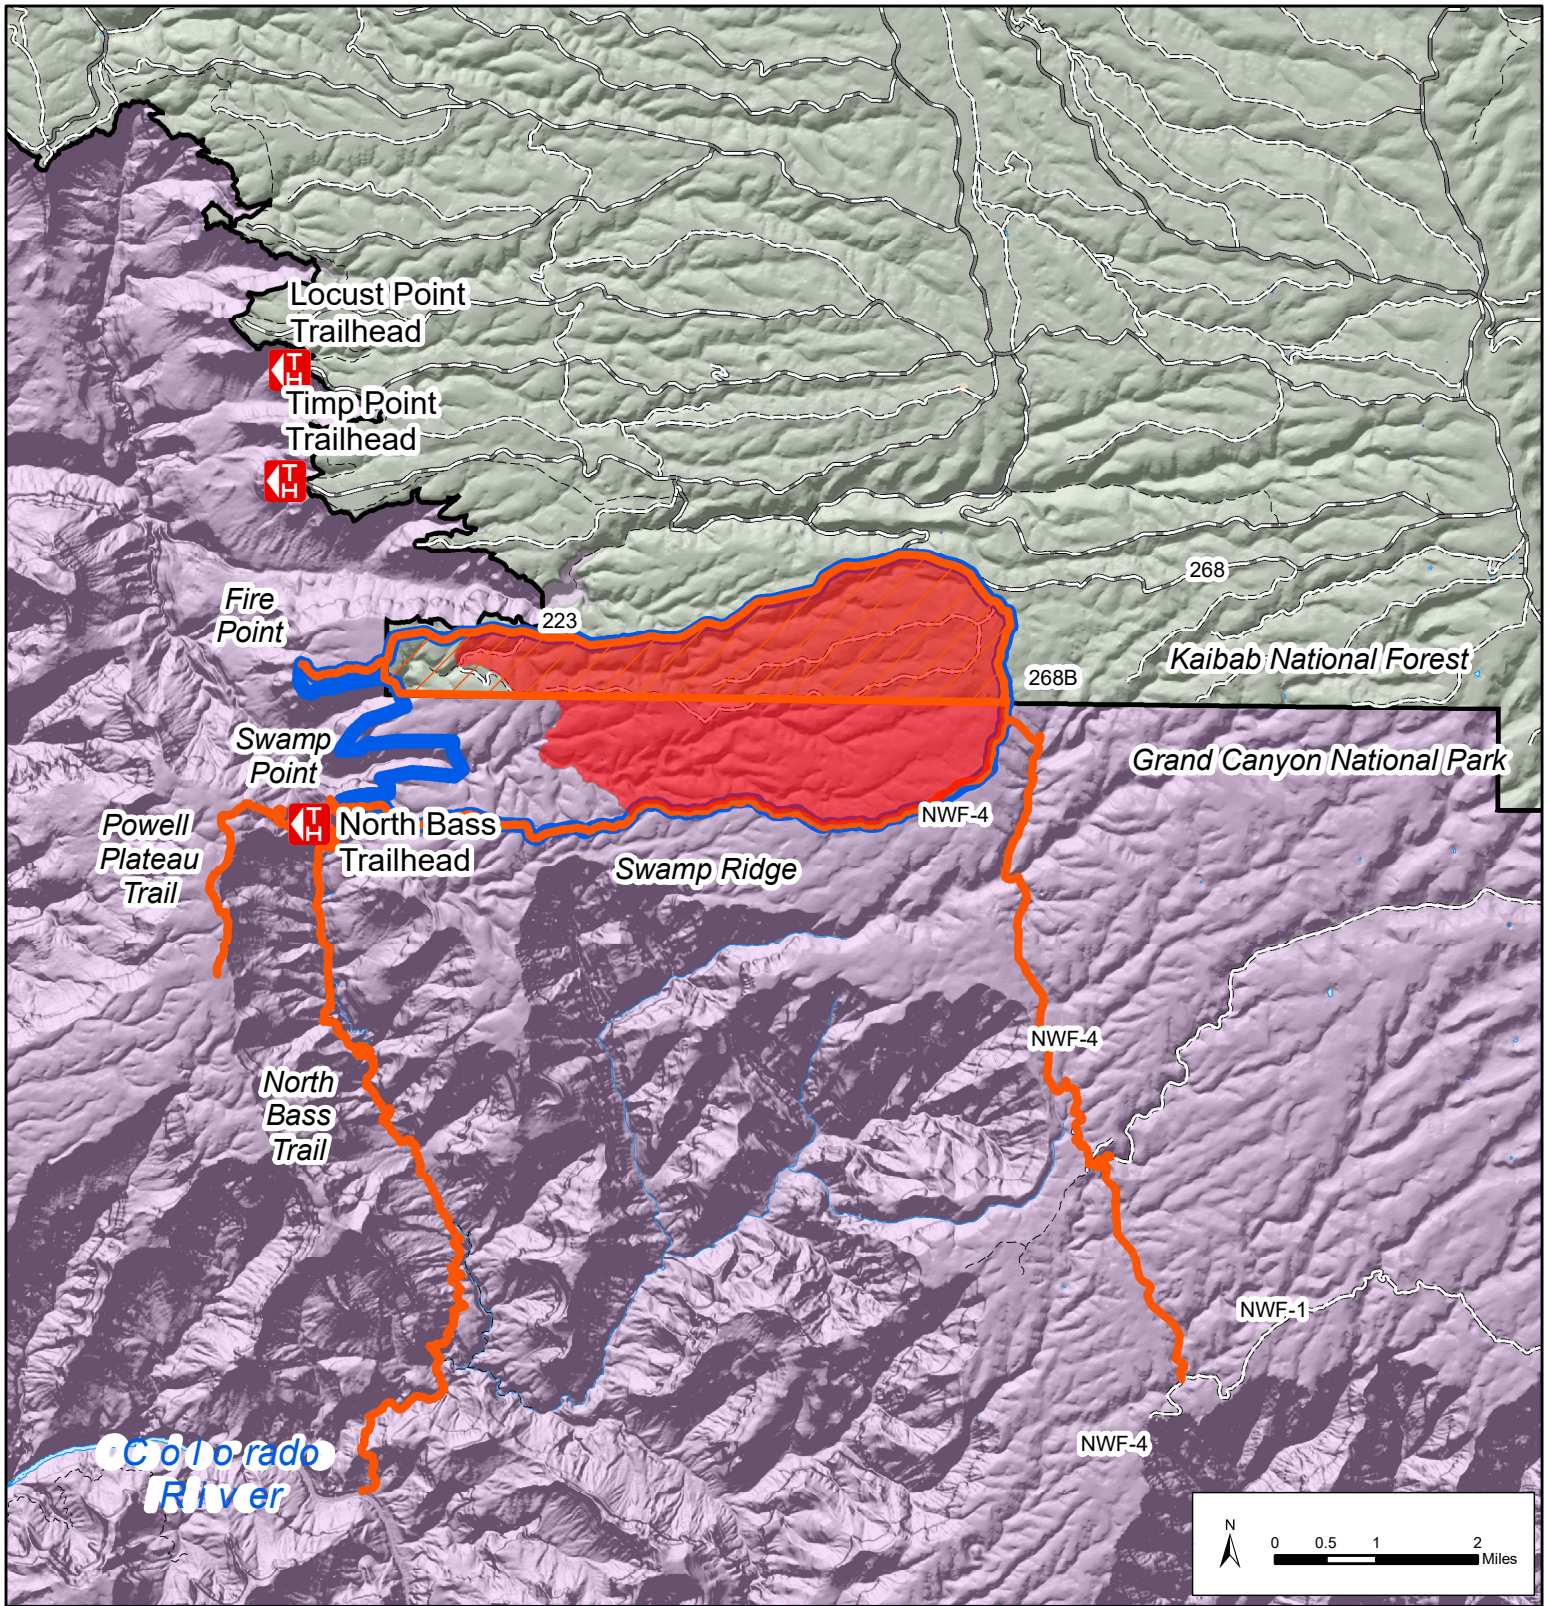 Locust Point
Trailhead
T
H
Timp Point
Trailhead
T
H
268
Fire
Point
223
Kaibab National Forest
268B
Swamp
Point
Grand Canyon National Park
T
H
North Bass
Trailhead
NWF-4
Powell
Plateau
Trail
Swamp Ridge
NWF-4
North
Bass
Trail
NWF-1
NWF-4
Colorado
River
N
0 0.5 1 2
Miles